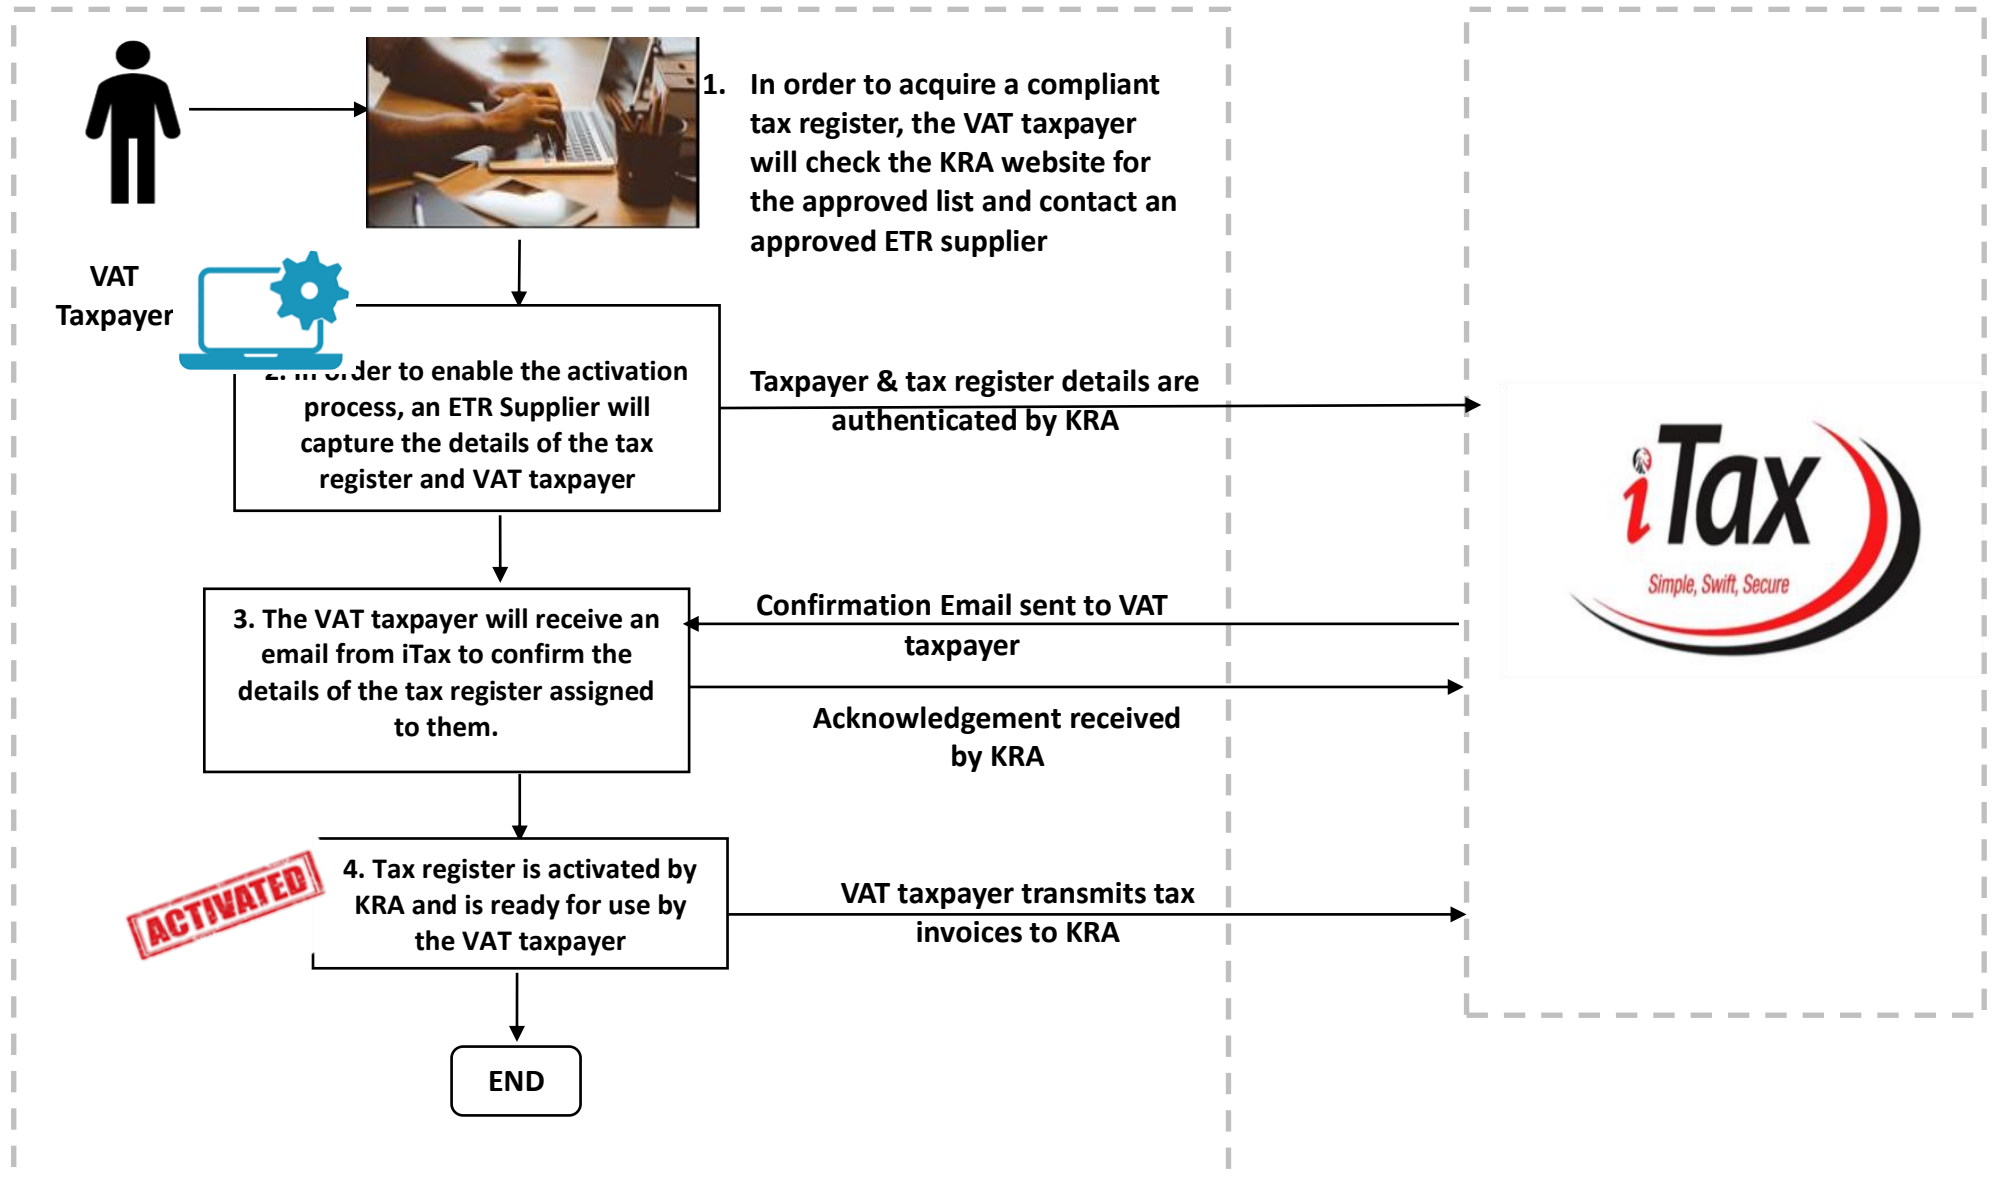 1. In order to acquire a compliant
tax register, the VAT taxpayer
will check the KRA website for
the approved list and contact an
approved ETR supplier
VAT
Taxpayer
order to enable the activation
process, an ETR Supplier will
capture the details of the tax
register and VAT taxpayer
Taxpayer & tax register details are
authenticated by KRA
iTax
Simple, Swift, Secure
3. The VAT taxpayer will receive an
email from iTax to confirm the
details of the tax register assigned
to them.
Confirmation Email sent to VAT
taxpayer
Acknowledgement received
by KRA
ACTIVATED
4. Tax register is activated by
KRA and is ready for use by
the VAT taxpayer
VAT taxpayer transmits tax
invoices to KRA
END